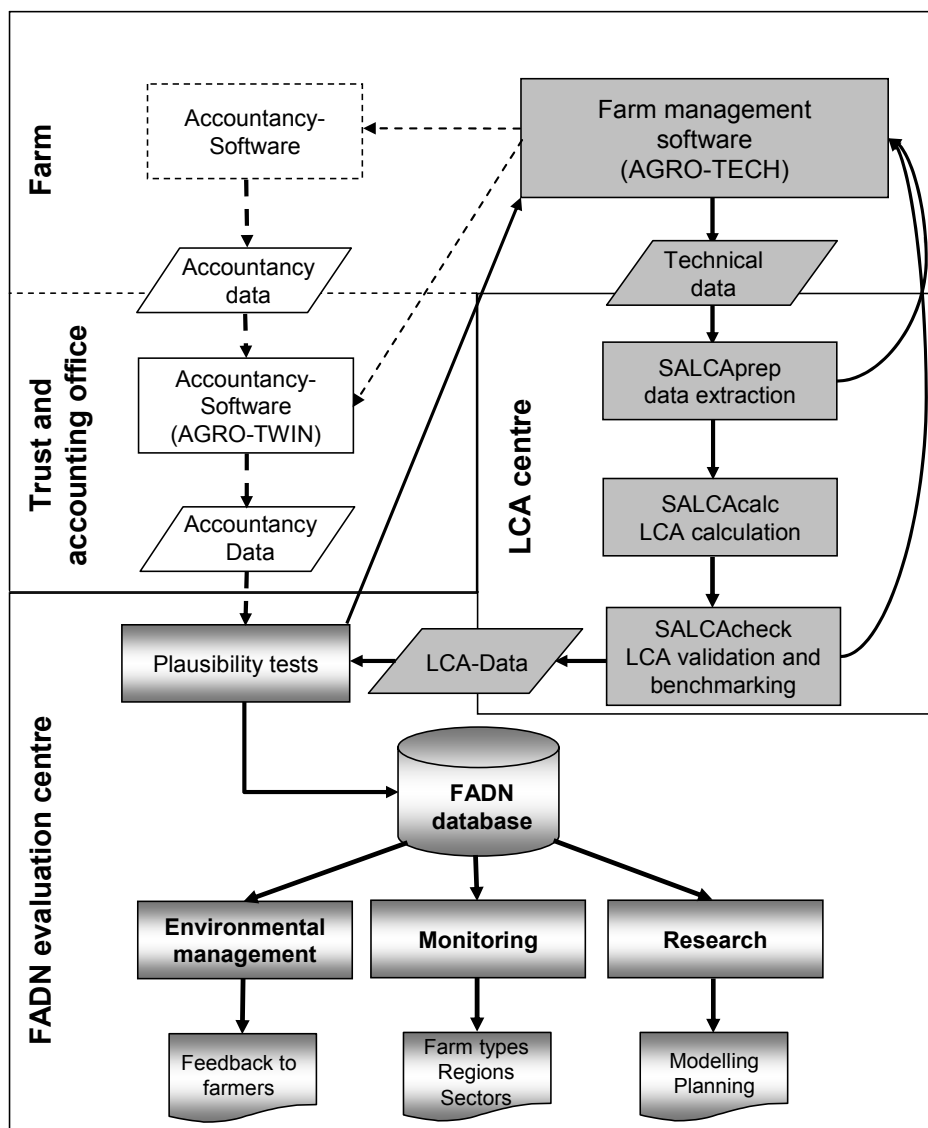 Farm
Accountancy-
Software
Farm management
software
(AGRO-TECH)
Accountancy
data
Technical
data
Trust and
accounting office
Accountancy-
Software
(AGRO-TWIN)
Accountancy
Data
LCA centre
SALCAprep
data extraction
SALCAcalc
LCA calculation
SALCAcheck
LCA validation and
benchmarking
FADN evaluation centre
Plausibility tests
LCA-Data
FADN
database
Environmental
management
Monitoring
Research
Feedback to
farmers
Farm types
Regions
Sectors
Modelling
Planning